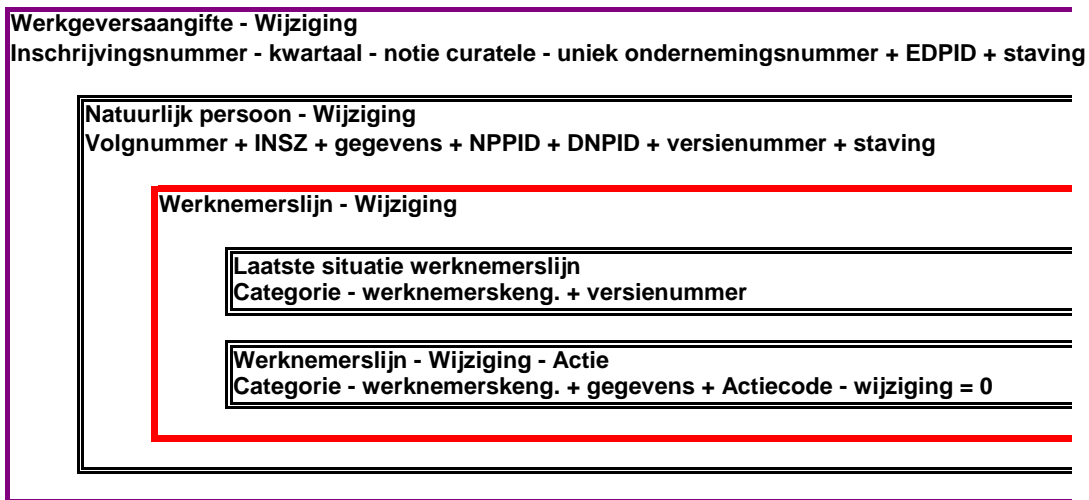 Werkgeversaangifte - Wijziging
Inschrijvingsnummer - kwartaal - notie curatele - uniek ondernemingsnummer + EDPID + staving
Natuurlijk persoon - Wijziging
Volgnummer + INSZ + gegevens + NPPID + DNPID + versienummer + staving
Werknemerslijn - Wijziging
Laatste situatie werknemerslijn
Categorie - werknemerskeng. + versienummer
Werknemerslijn - Wijziging - Actie
Categorie - werknemerskeng. + gegevens + Actiecode - wijziging = 0